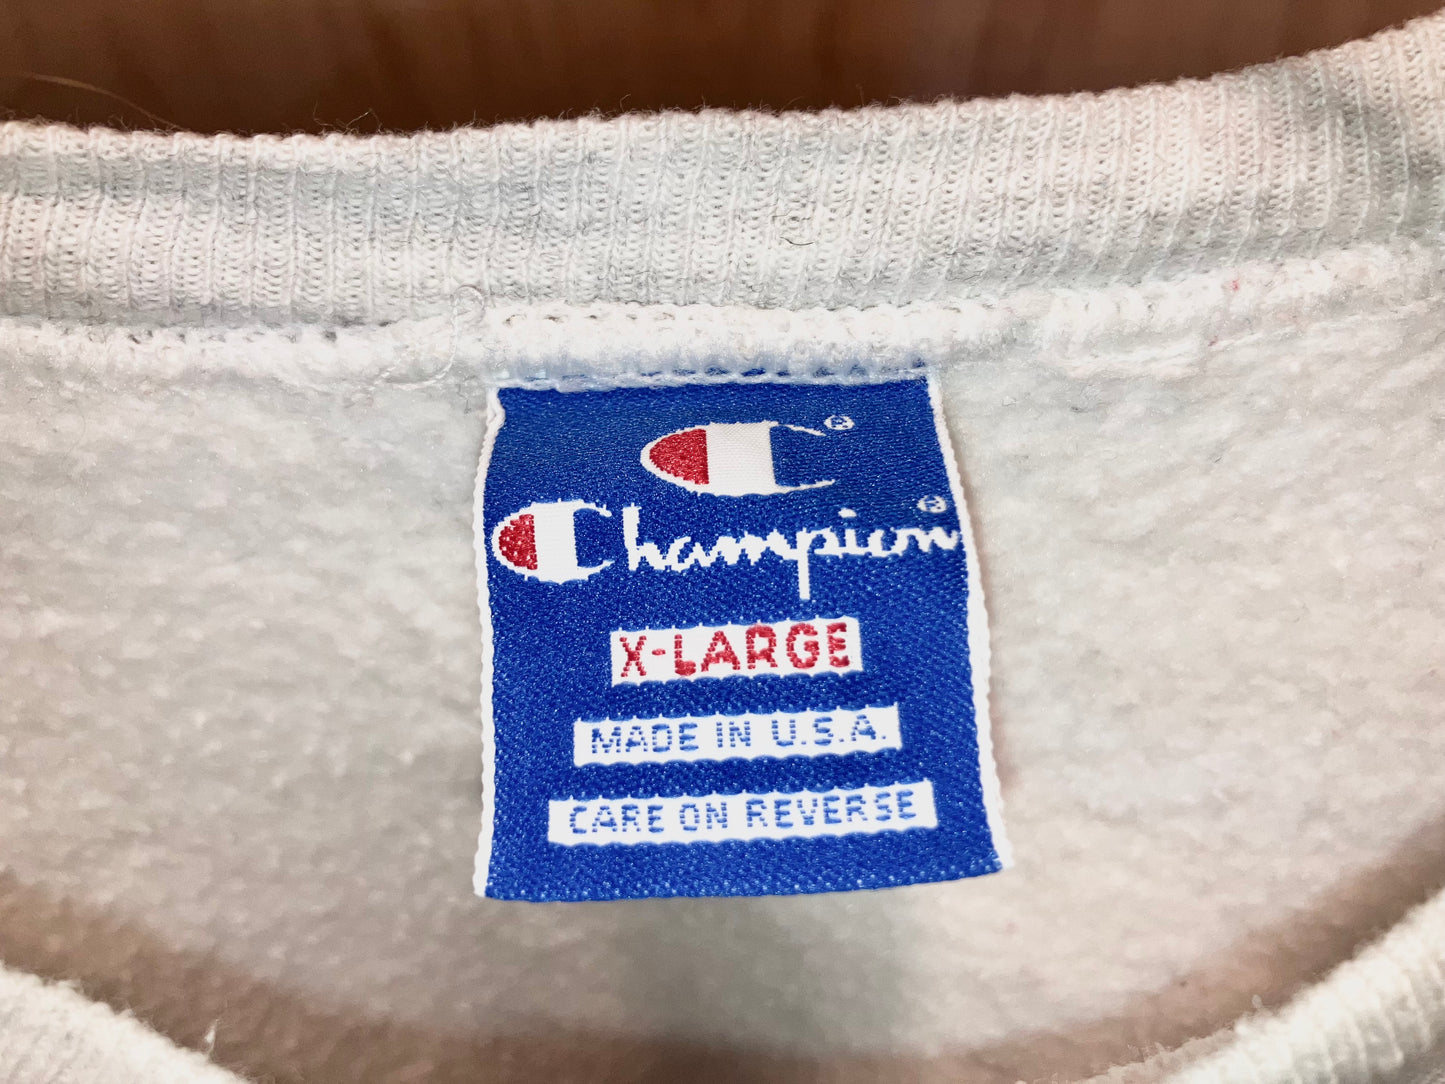 C®
Champion®
X-LARGE
MADE IN U.S.A.
CARE ON REVERSE